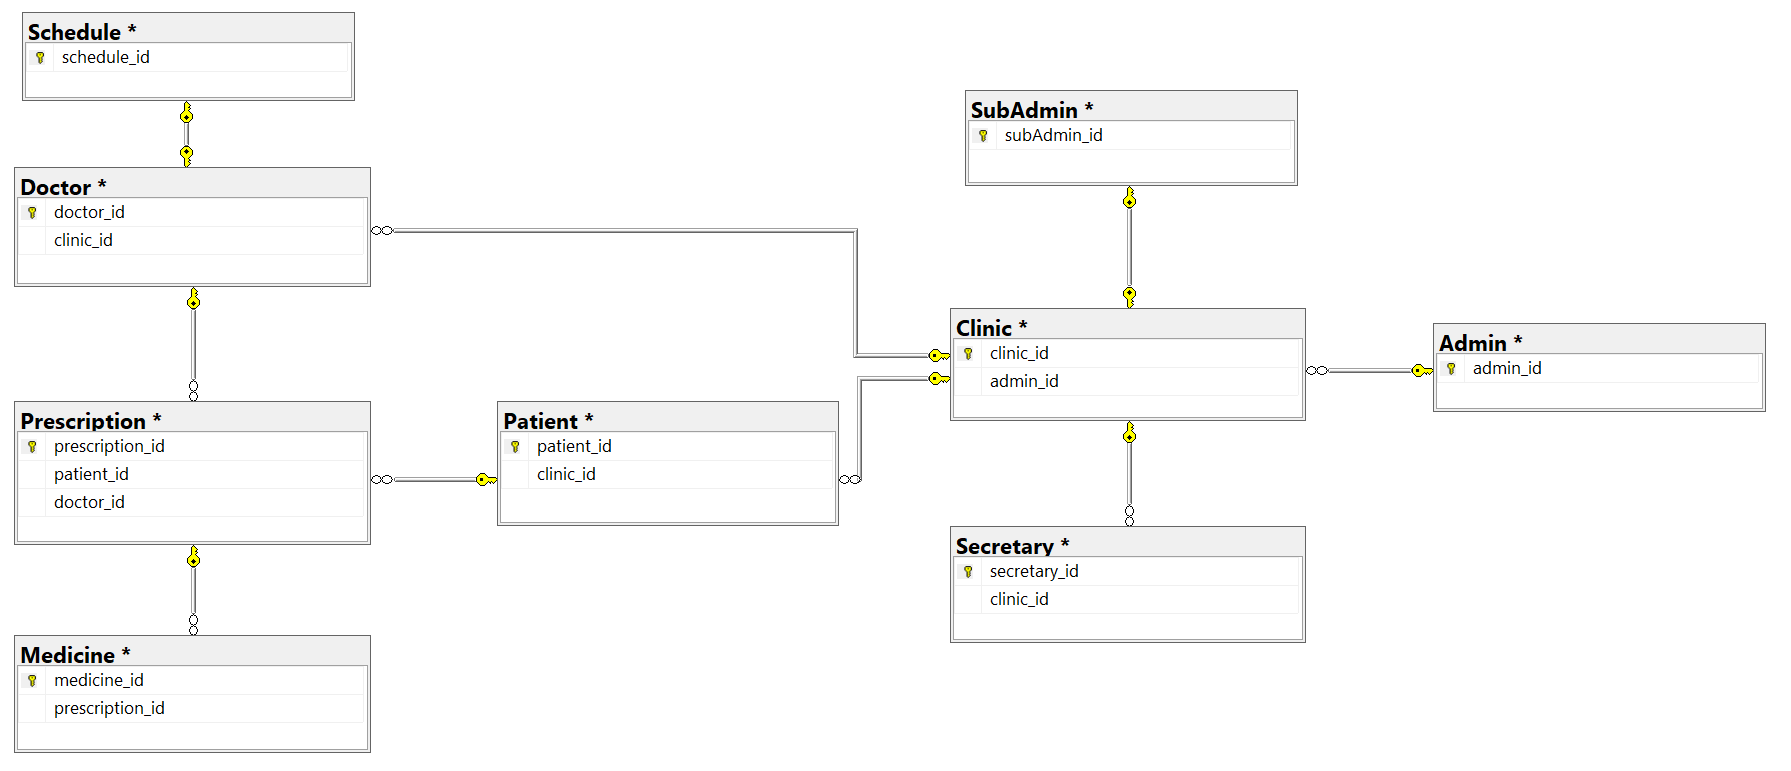 Schedule *
schedule_id
Doctor *
doctor_id
clinic_id
Prescription *
prescription_id
patient_id
doctor_id
Medicine *
medicine_id
prescription_id
Patient *
patient_id
clinic_id
SubAdmin *
subAdmin_id
Clinic *
clinic_id
admin_id
Secretary *
secretary_id
clinic_id
Admin *
admin_id